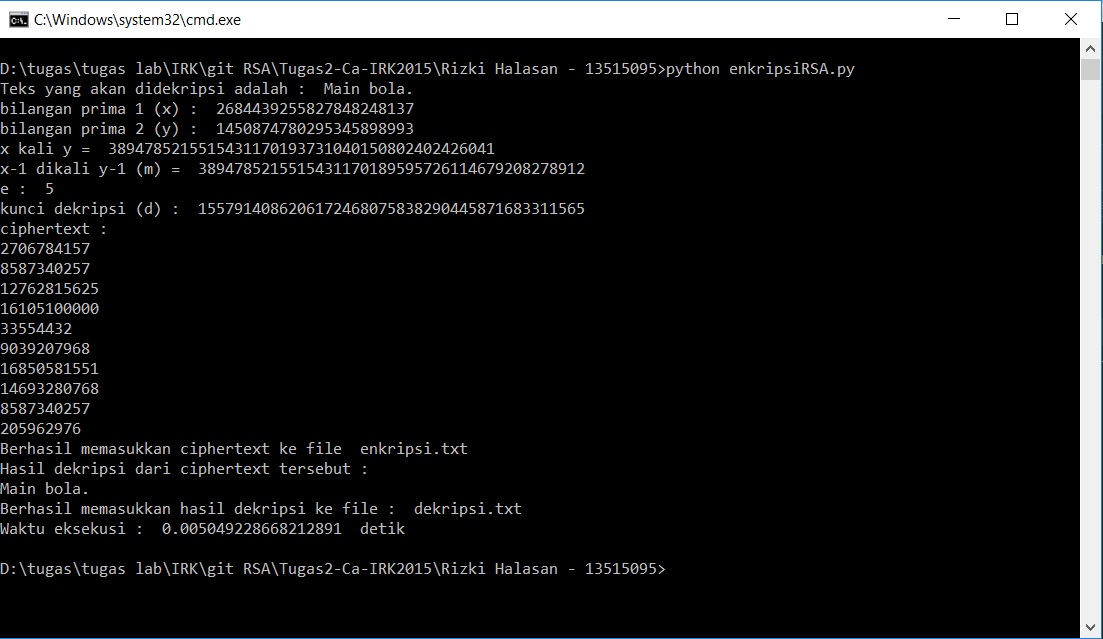 C:\Windows\system32\cmd.exe
D:\tugas\tugas lab\IRK\git RSA\Tugas2-Ca-IRK2015\Rizki Halasan - 13515095>python enkripsiRSA.py
Teks yang akan didekripsi adalah :  Main bola.
bilangan prima 1 (x) :  2684439255827848248137
bilangan prima 2 (y) :  1450874780295345898993
x kali y =  3894785215515431170193731040150802402426041
x-1 dikali y-1 (m) =  3894785215515431170189595726114679208278912
e :  5
kunci dekripsi (d) :  1557914086206172468075838290445871683311565
ciphertext :
2706784157
8587340257
12762815625
16105100000
33554432
9039207968
16850581551
14693280768
8587340257
205962976
Berhasil memasukkan ciphertext ke file  enkripsi.txt
Hasil dekripsi dari ciphertext tersebut :
Main bola.
Berhasil memasukkan hasil dekripsi ke file :  dekripsi.txt
Waktu eksekusi :  0.005049228668212891  detik
D:\tugas\tugas lab\IRK\git RSA\Tugas2-Ca-IRK2015\Rizki Halasan - 13515095>